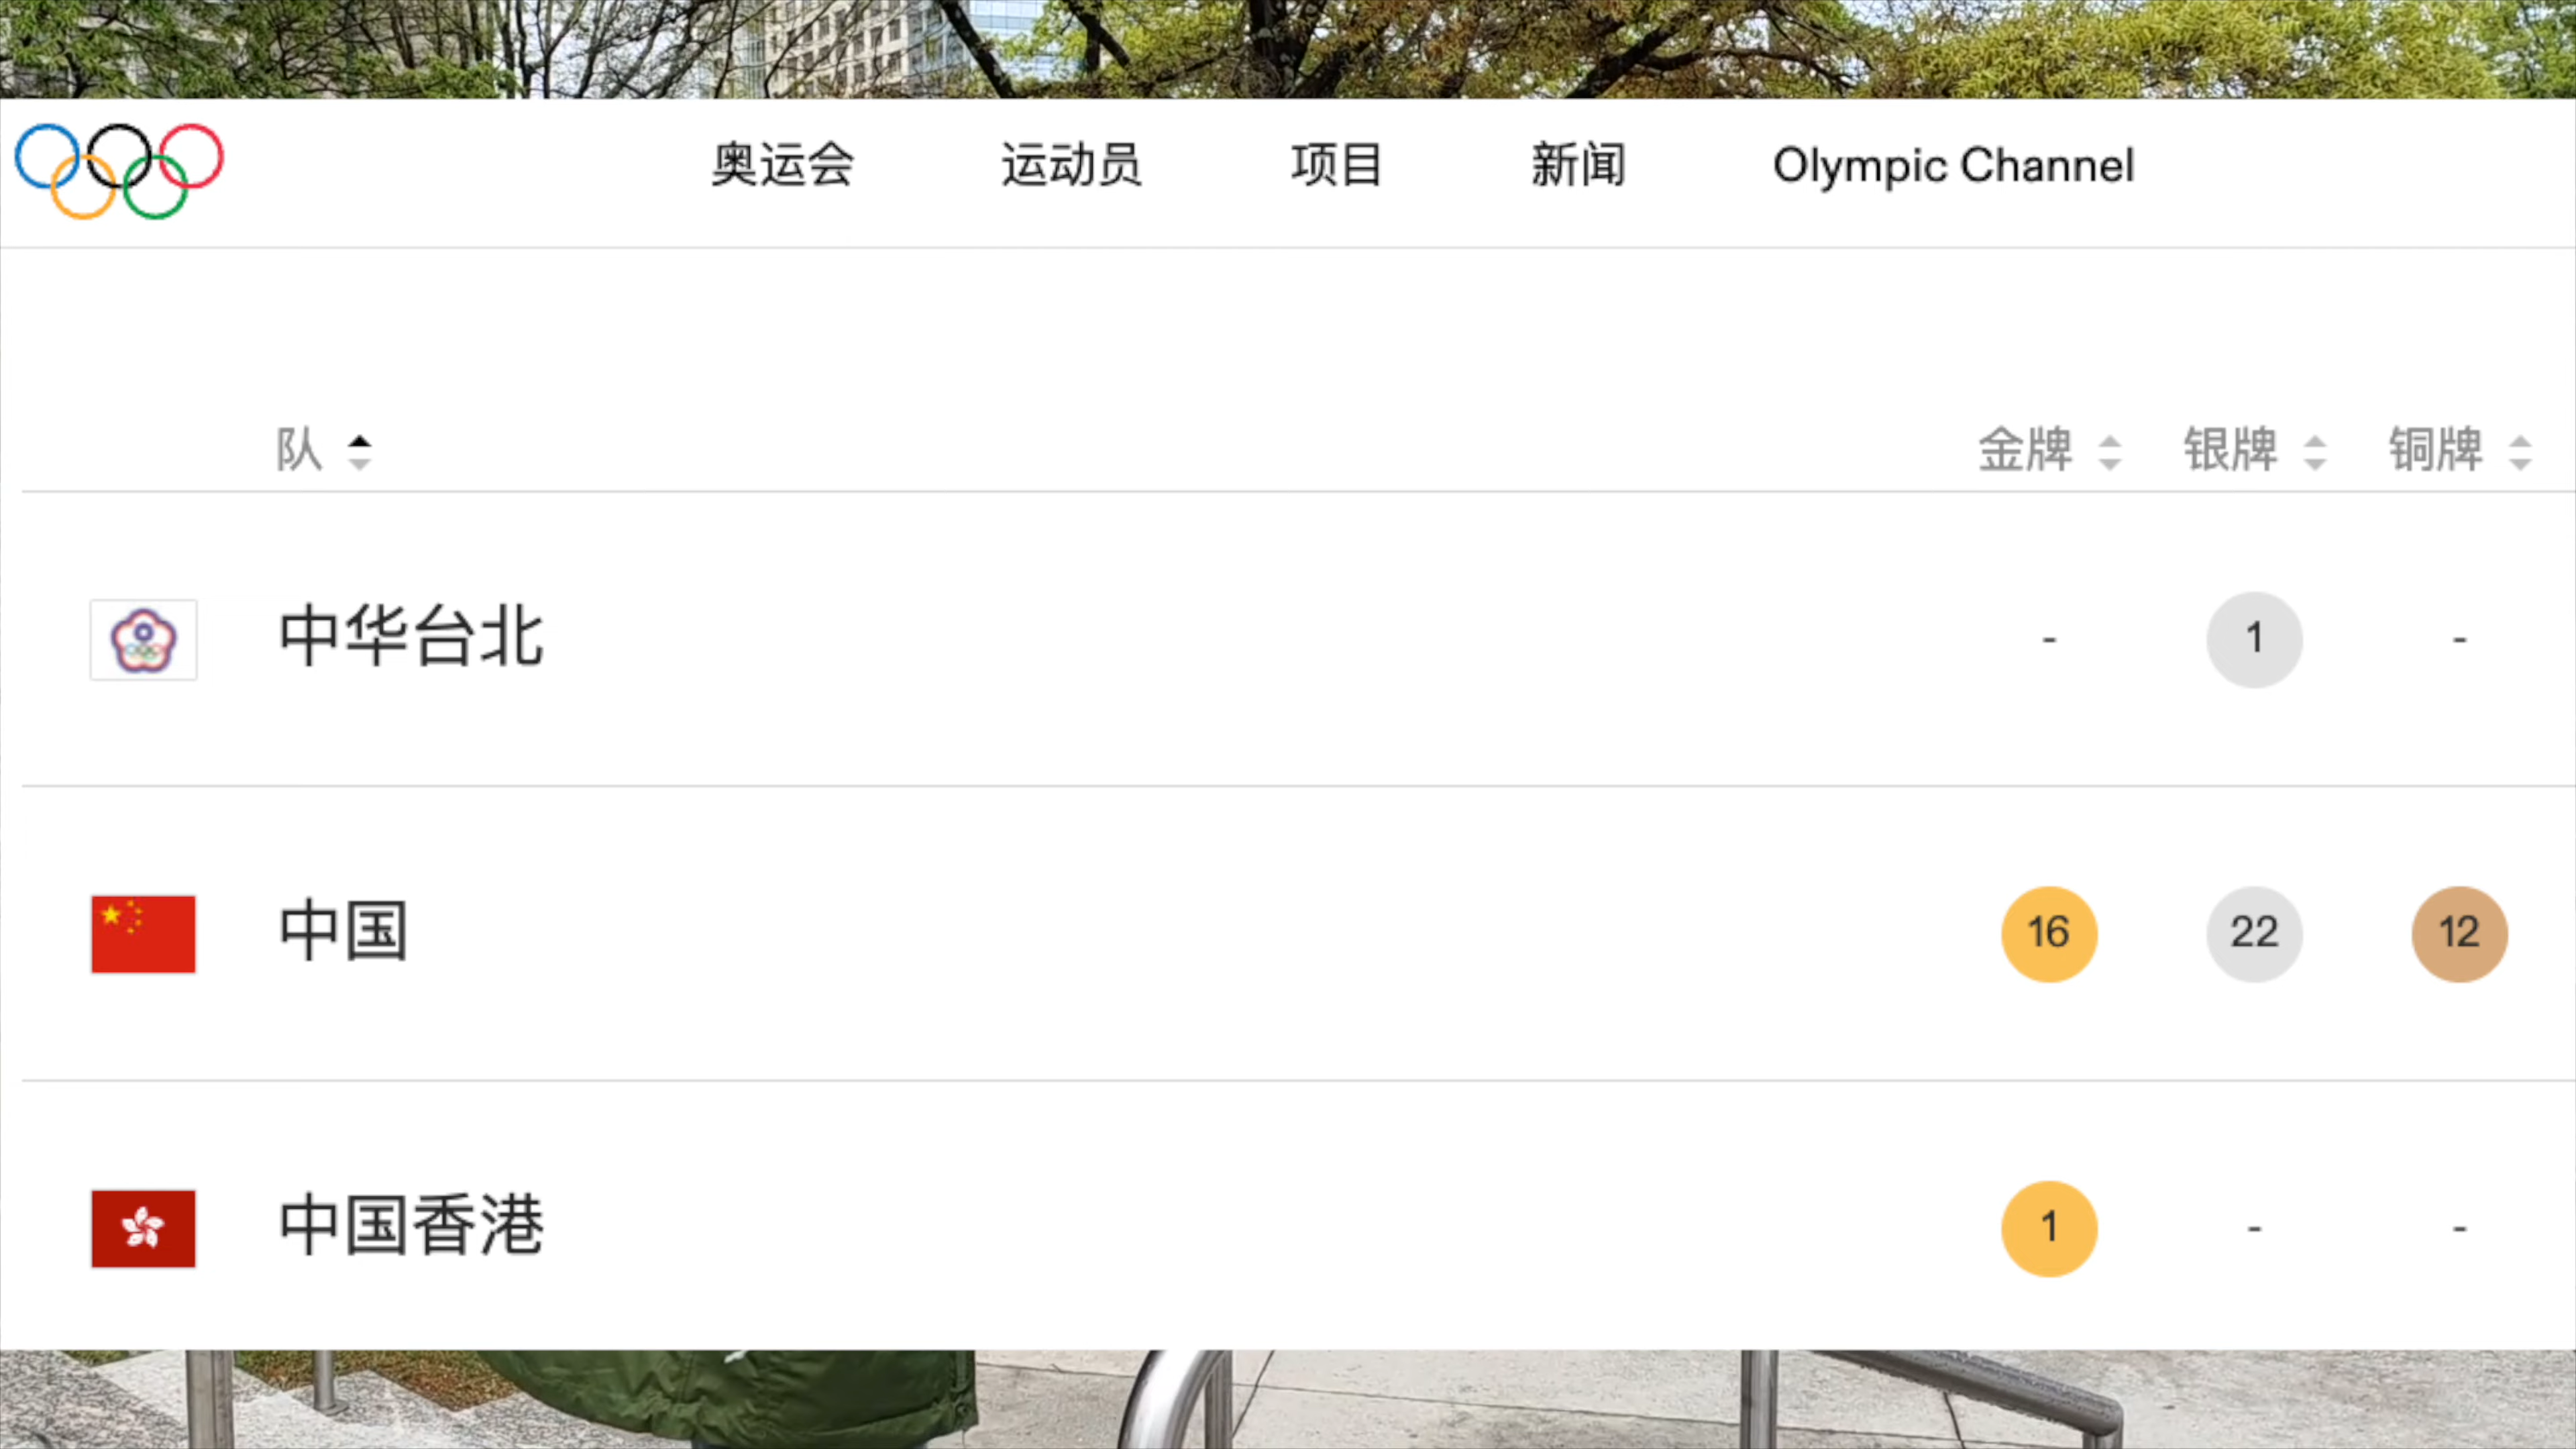 奥运会 运动员 项目 新闻 Olympic Channel
队 金牌 银牌 铜牌
中华台北 - 1 -
中国 16 22 12
中国香港 1 - -